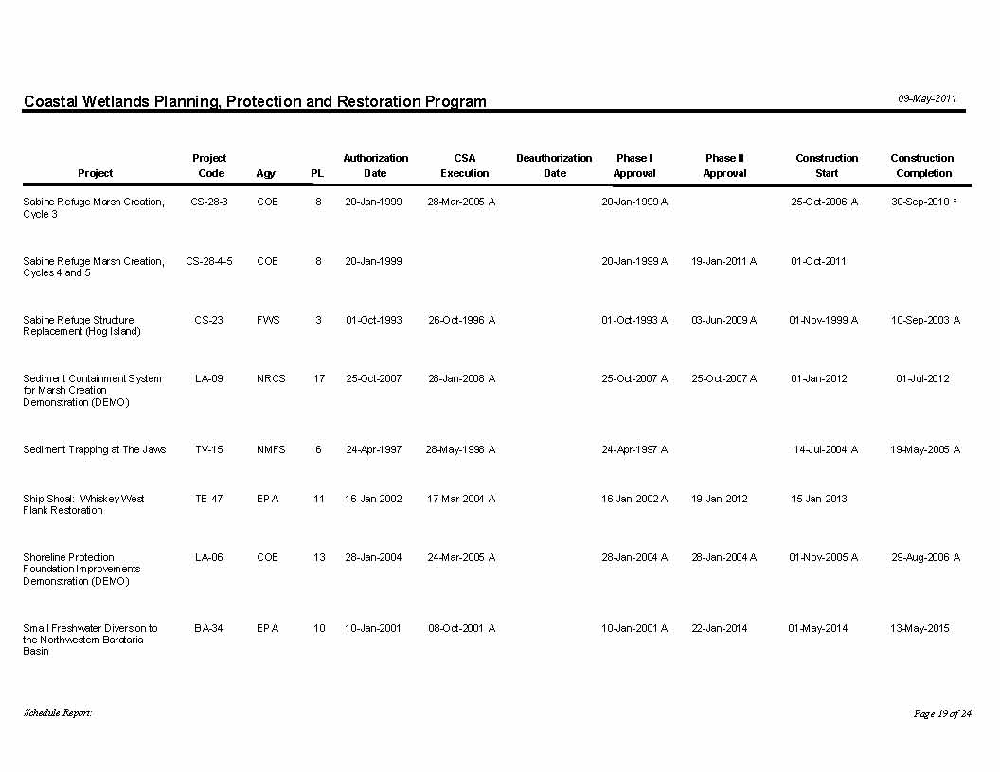 Coastal Wetlands Planning, Protection and Restoration Program 09-May-2011
Project Authorization CSA Deauthorization Phase I Phase II Construction Construction
Project Code Agy PL Date Execution Date Approval Approval Start Completion
Sabine Refuge Marsh Creation, CS-28-3 COE 8 20-Jan-1999 28-Mar-2005 A 20-Jan-1999 A 25-Oct-2006 A 30-Sep-2010 *
Cycle 3
Sabine Refuge Marsh Creation, CS-28-4-5 COE 8 20-Jan-1999 20-Jan-1999 A 19-Jan-2011 A 01-Oct-2011
Cycles 4 and 5
Sabine Refuge Structure CS-23 FWS 3 01-Oct-1993 26-Oct-1996 A 01-Oct-1993 A 03-Jun-2009 A 01-Nov-1999 A 10-Sep-2003 A
Replacement (Hog Island)
Sediment Containment System LA-09 NRCS 17 25-Oct-2007 28-Jan-2008 A 25-Oct-2007 A 25-Oct-2007 A 01-Jan-2012 01-Jul-2012
for Marsh Creation
Demonstration (DEMO)
Sediment Trapping at The Jaws TV-15 NMFS 6 24-Apr-1997 28-May-1998 A 24-Apr-1997 A 14-Jul-2004 A 19-May-2005 A
Ship Shoal: Whiskey West TE-47 EPA 11 16-Jan-2002 17-Mar-2004 A 16-Jan-2002 A 19-Jan-2012 15-Jan-2013
Flank Restoration
Shoreline Protection LA-06 COE 13 28-Jan-2004 24-Mar-2005 A 28-Jan-2004 A 28-Jan-2004 A 01-Nov-2005 A 29-Aug-2006 A
Foundation Improvements
Demonstration (DEMO)
Small Freshwater Diversion to BA-34 EPA 10 10-Jan-2001 08-Oct-2001 A 10-Jan-2001 A 22-Jan-2014 01-May-2014 13-May-2015
the Northwestern Barataria
Basin
Schedule Report: Page 19 of 24